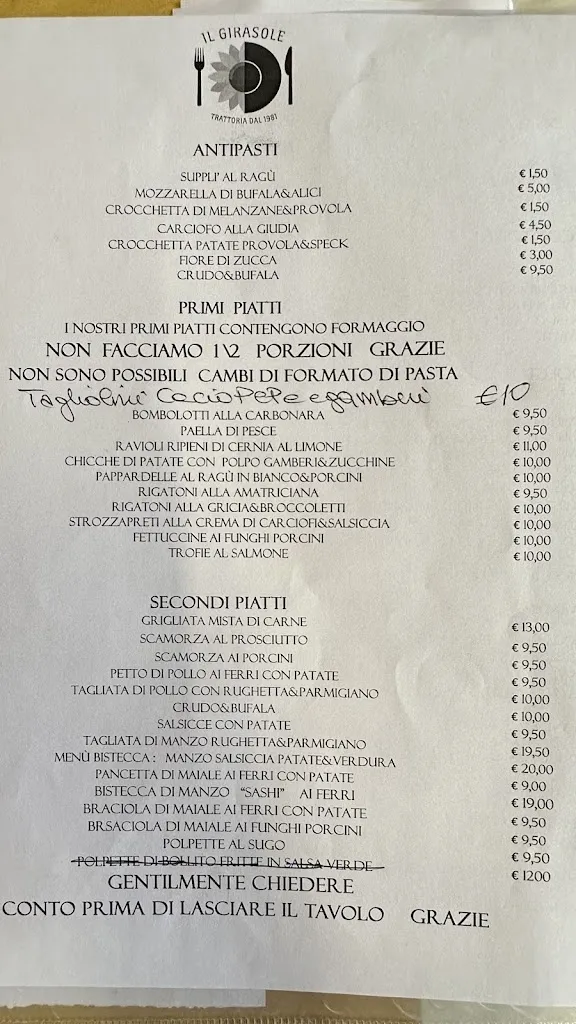 IL GIRASOLE
TRATTORIA DAL 1981
ANTIPASTI
SUPPLI' AL RAGÙ € 1,50
MOZZARELLA DI BUFALA&ALICI € 5,00
CROCCHETTA DI MELANZANE&PROVOLA € 1,50
CARCIOFO ALLA GIUDIA € 4,50
CROCCHETTA PATATE PROVOLA&SPECK € 1,50
FIORE DI ZUCCA € 3,00
CRUDO&BUFALA € 9,50
PRIMI PIATTI
I NOSTRI PRIMI PIATTI CONTENGONO FORMAGGIO
NON FACCIAMO 1\2 PORZIONI GRAZIE
NON SONO POSSIBILI CAMBI DI FORMATO DI PASTA
Tagliolini Cacio Pepe e gamberi €10
BOMBOLOTTI ALLA CARBONARA € 9,50
PAELLA DI PESCE € 9,50
RAVIOLI RIPIENI DI CERNIA AL LIMONE € 11,00
CHICCHE DI PATATE CON POLPO GAMBERI&ZUCCHINE € 10,00
PAPPARDELLE AL RAGÙ IN BIANCO&PORCINI € 10,00
RIGATONI ALLA AMATRICIANA € 9,50
RIGATONI ALLA GRICIA&BROCCOLETTI € 10,00
STROZZAPRETI ALLA CREMA DI CARCIOFI&SALSICCIA € 10,00
FETTUCCINE AI FUNGHI PORCINI € 10,00
TROFIE AL SALMONE € 10,00
SECONDI PIATTI
GRIGLIATA MISTA DI CARNE € 13,00
SCAMORZA AL PROSCIUTTO € 9,50
SCAMORZA AI PORCINI € 9,50
PETTO DI POLLO AI FERRI CON PATATE € 9,50
TAGLIATA DI POLLO CON RUGHETTA&PARMIGIANO € 10,00
CRUDO&BUFALA € 10,00
SALSICCE CON PATATE € 9,50
TAGLIATA DI MANZO RUGHETTA&PARMIGIANO € 19,50
MENÙ BISTECCA : MANZO SALSICCIA PATATE&VERDURA € 20,00
PANCETTA DI MAIALE AI FERRI CON PATATE € 9,00
BISTECCA DI MANZO "SASHI" AI FERRI € 19,00
BRACIOLA DI MAIALE AI FERRI CON PATATE € 9,50
BRSACIOLA DI MAIALE AI FUNGHI PORCINI € 9,50
POLPETTE AL SUGO € 9,50
POLPETTE DI BOLLITO FRITTE IN SALSA VERDE € 1200
GENTILMENTE CHIEDERE
CONTO PRIMA DI LASCIARE IL TAVOLO GRAZIE